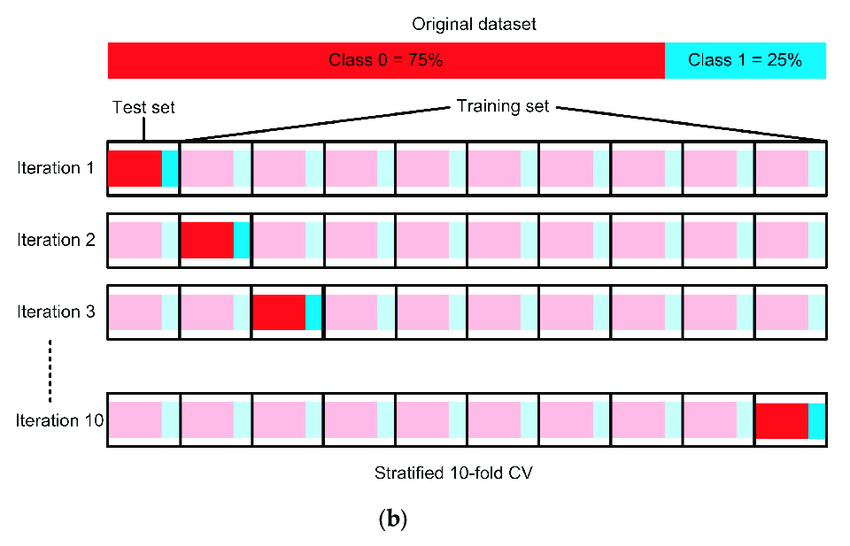 Original dataset
Class 0 = 75%
Class 1 = 25%
Test set
Training set
Iteration 1
Iteration 2
Iteration 3
Iteration 10
Stratified 10-fold CV
(b)